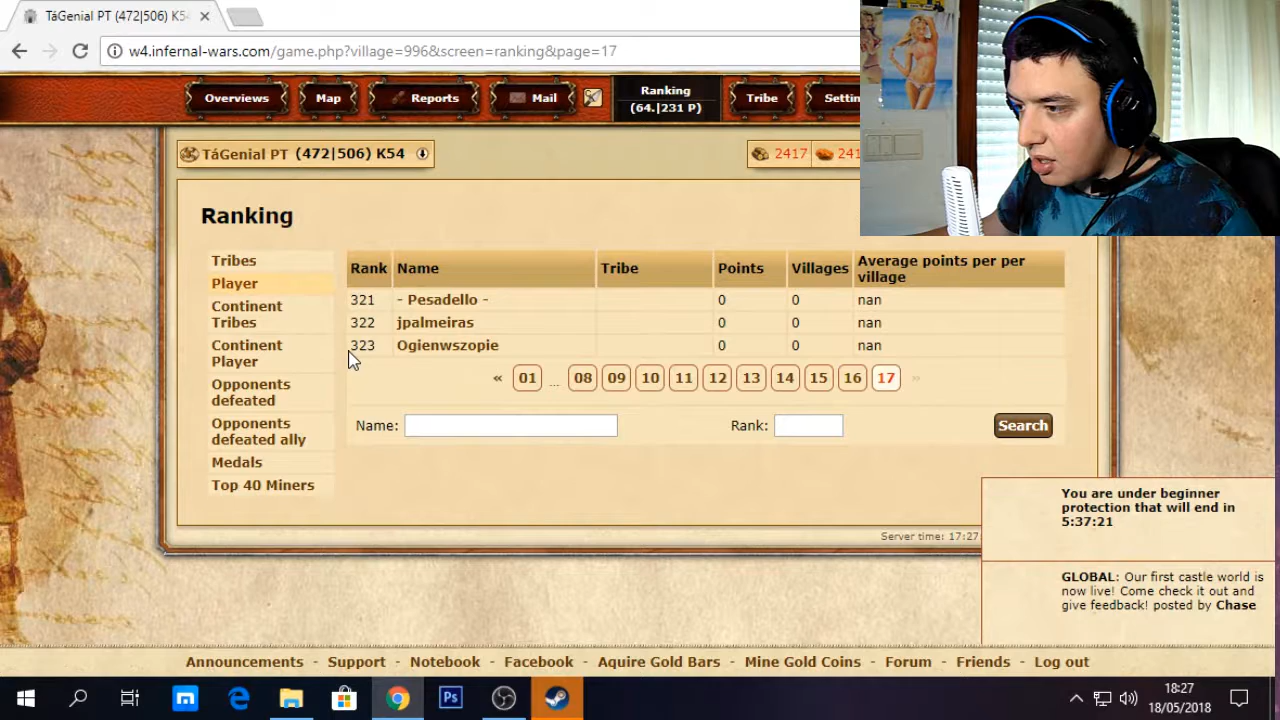 TáGenial PT (472|506) K54
w4.infernal-wars.com/game.php?village=996&screen=ranking&page=17
Overviews Map Reports Mail Ranking (64.|231 P) Tribe
TáGenial PT (472|506) K54 2417
Ranking
Tribes
Player
Continent
Tribes
Continent
Player
Opponents
defeated
Opponents
defeated ally
Medals
Top 40 Miners
Rank Name Tribe Points Villages Average points per per village
321 - Pesadello - 0 0 nan
322 jpalmeiras 0 0 nan
323 Ogienwszopie 0 0 nan
« 01 ... 08 09 10 11 12 13 14 15 16 17 »
Name: Rank: Search
You are under beginner
protection that will end in
5:37:21
Server time: 17:27
GLOBAL: Our first castle world is
now live! Come check it out and
give feedback! posted by Chase
Announcements - Support - Notebook - Facebook - Aquire Gold Bars - Mine Gold Coins - Forum - Friends - Log out
Ps
18:27
18/05/2018